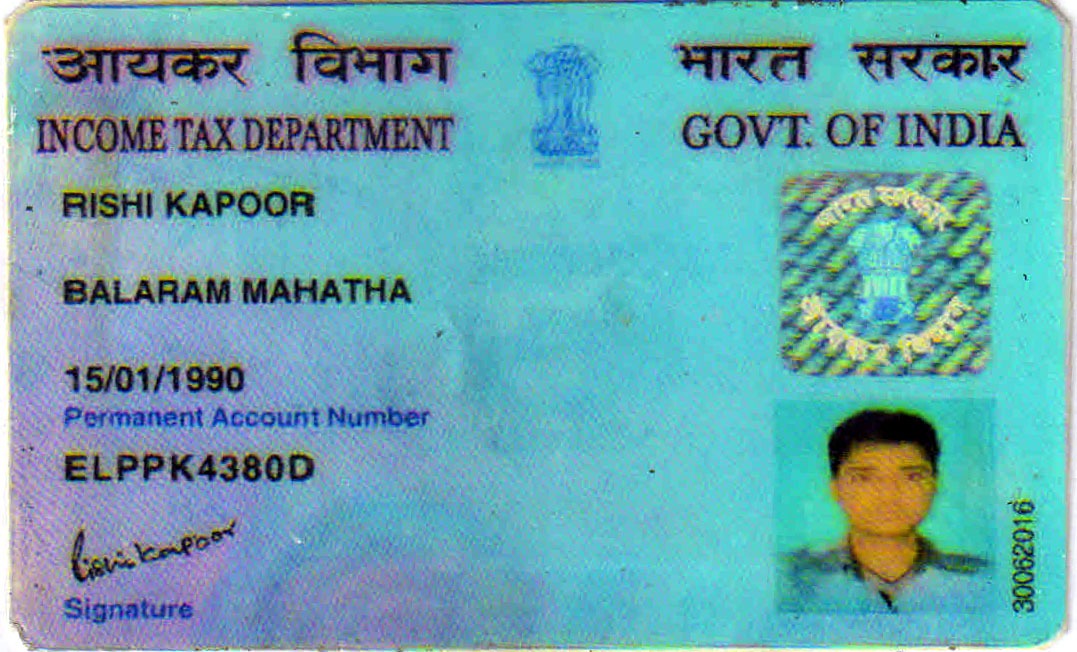 आयकर विभाग
भारत सरकार
INCOME TAX DEPARTMENT
GOVT. OF INDIA
RISHI KAPOOR
भारत सरकार
आयकर विभाग
BALARAM MAHATHA
15/01/1990
Permanent Account Number
ELPPK4380D
Rishi Kapoor
Signature
30062016